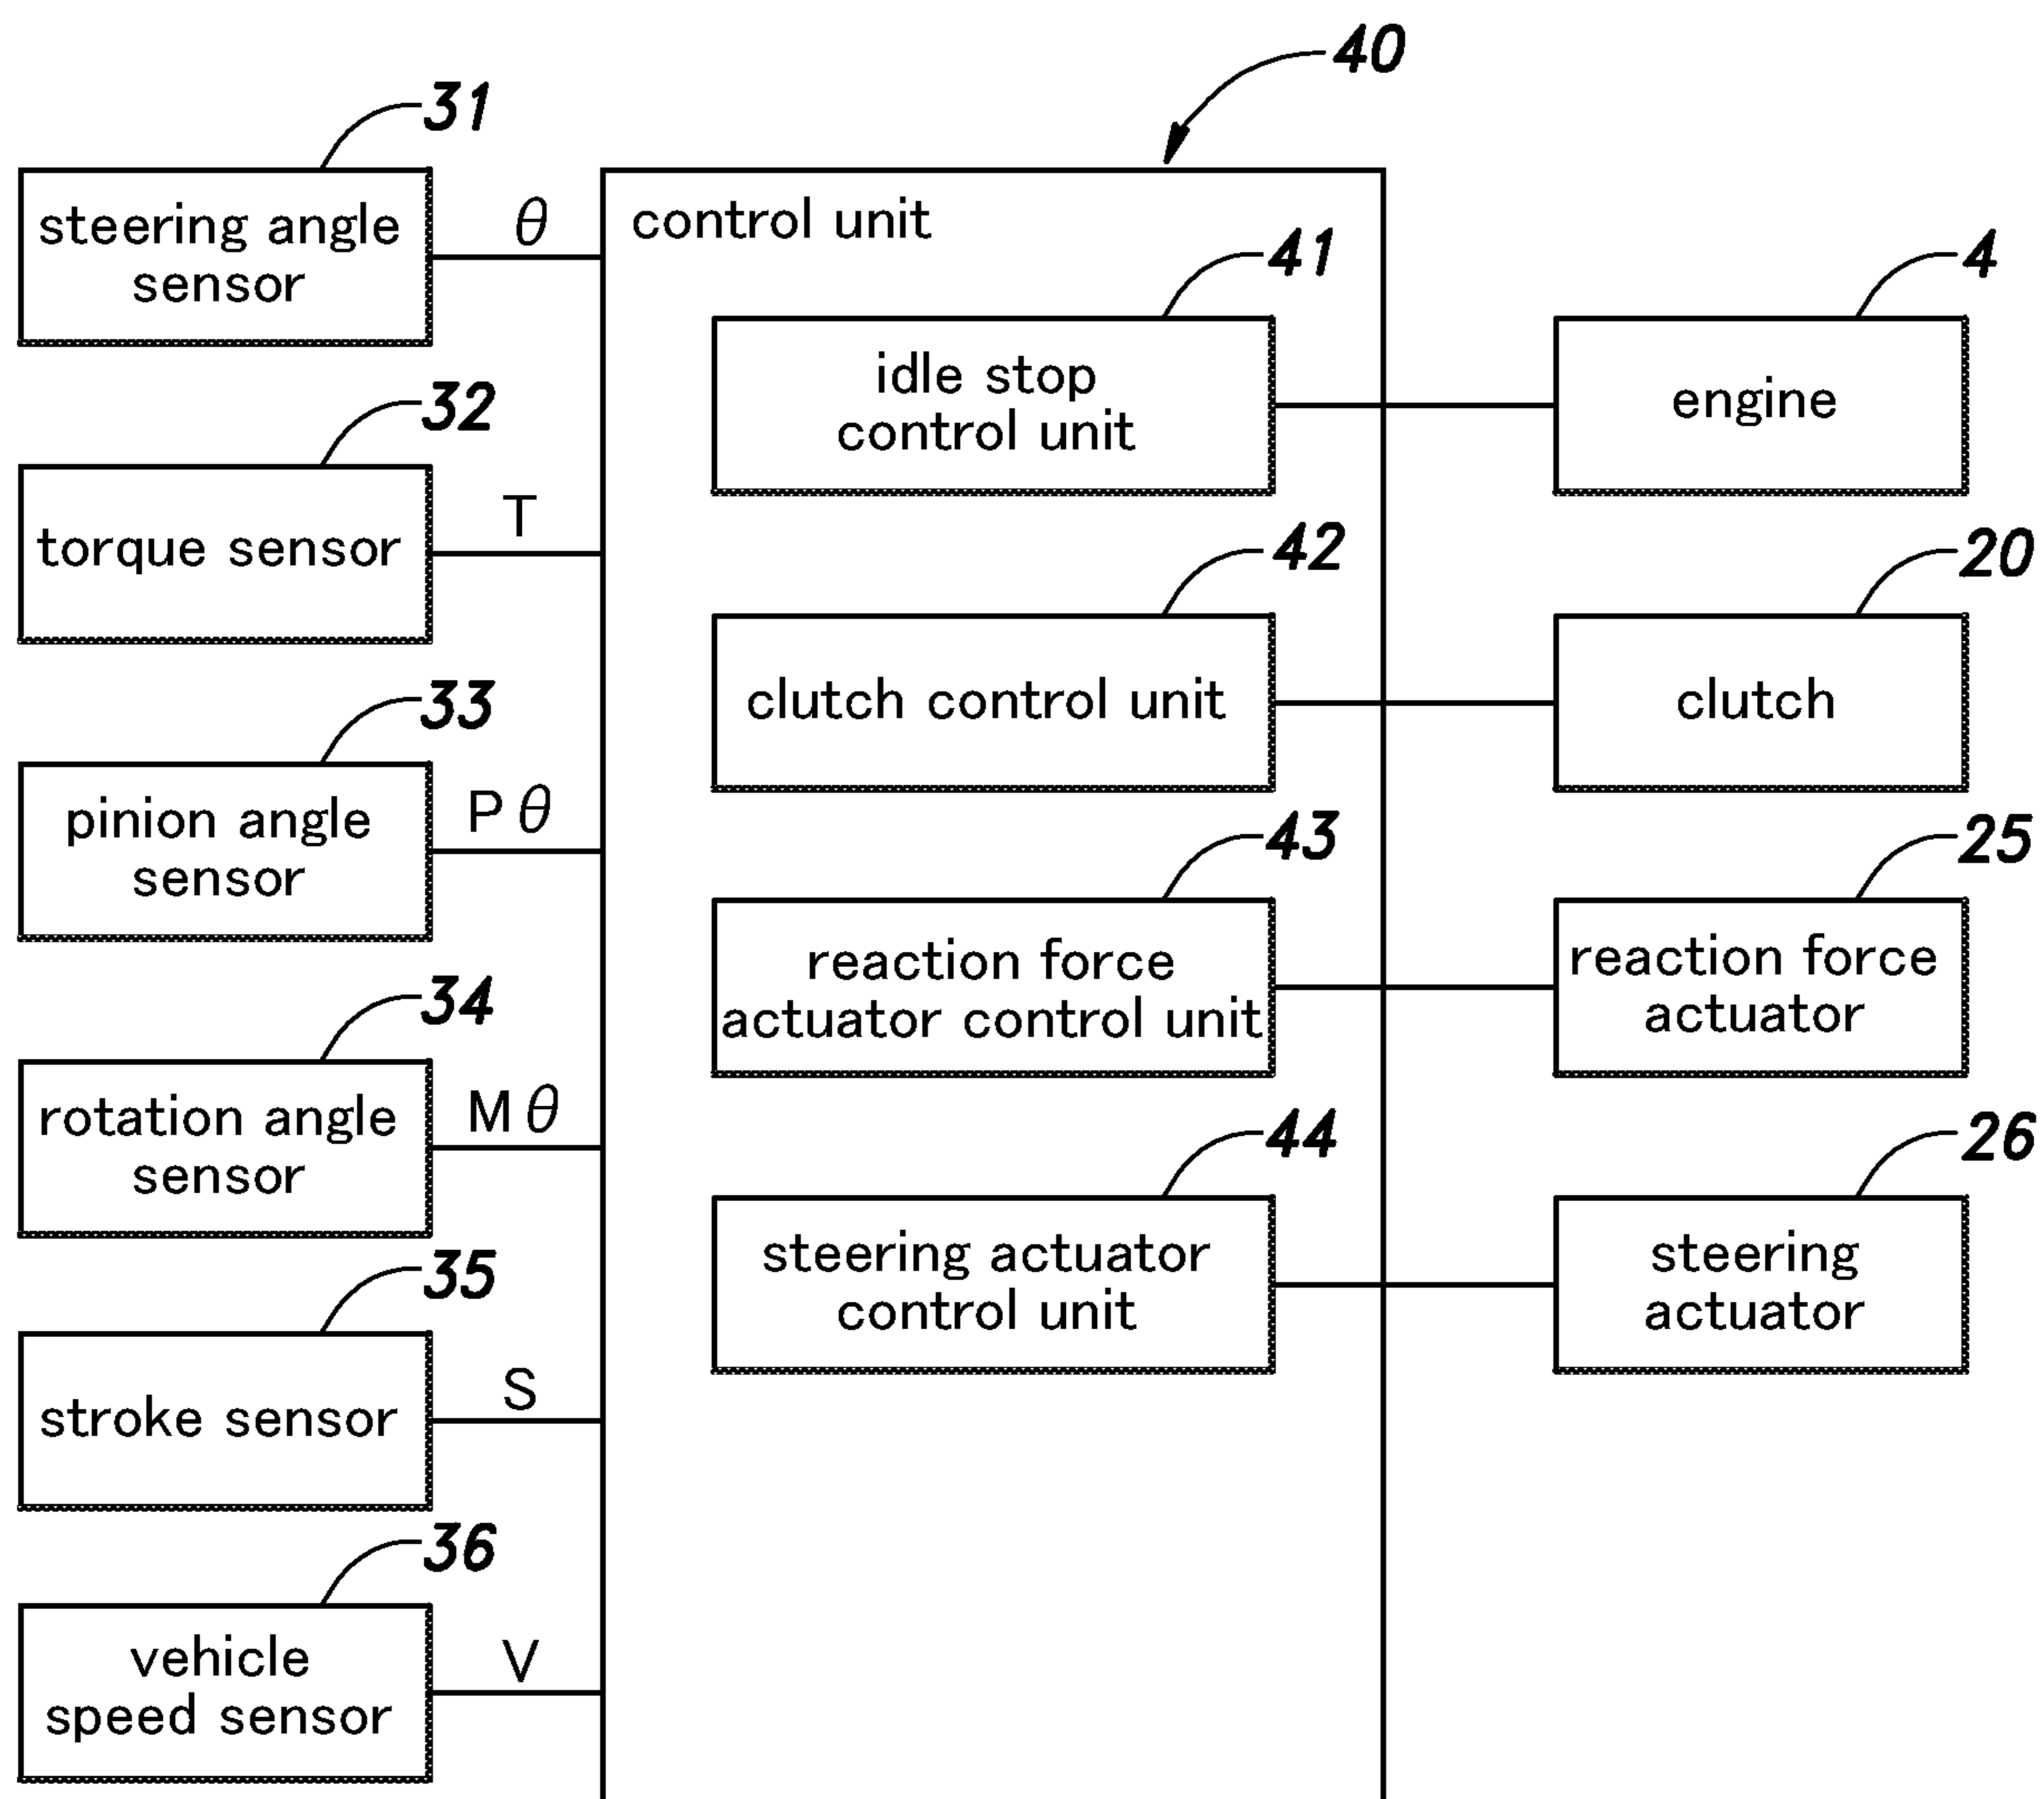 40
31
steering angle
sensor
θ
control unit
41
idle stop
control unit
4
engine
32
torque sensor
T
42
clutch control unit
20
clutch
33
pinion angle
sensor
Pθ
43
reaction force
actuator control unit
25
reaction force
actuator
34
rotation angle
sensor
Mθ
44
steering actuator
control unit
26
steering
actuator
35
stroke sensor
S
36
vehicle
speed sensor
V